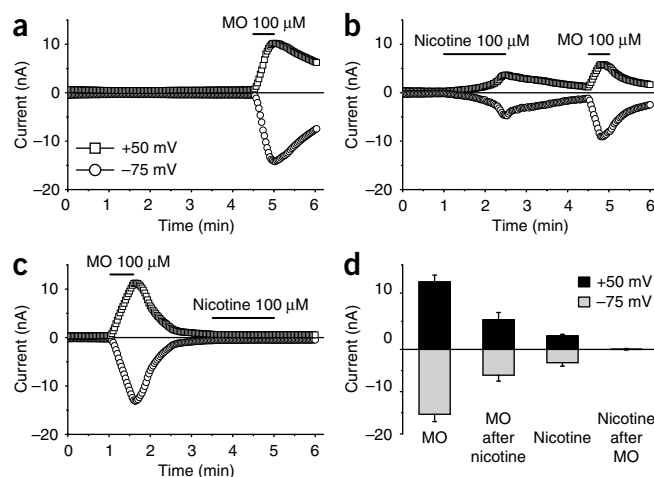 a
MO 100 μM
Current (nA)
10
0
−10
−20
+50 mV
−75 mV
0 1 2 3 4 5 6
Time (min)
b
Nicotine 100 μM
MO 100 μM
Current (nA)
10
0
−10
−20
0 1 2 3 4 5 6
Time (min)
c
MO 100 μM
Nicotine 100 μM
Current (nA)
10
0
−10
−20
0 1 2 3 4 5 6
Time (min)
d
+50 mV
−75 mV
Current (nA)
10
0
−10
−20
MO
MO after nicotine
Nicotine
Nicotine after MO